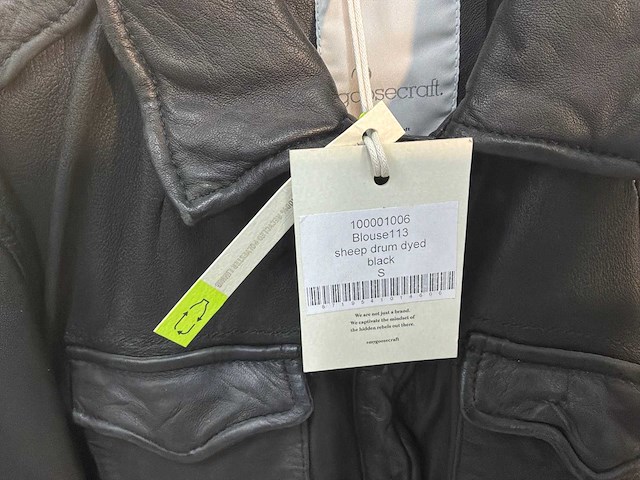 goosecraft.
100001006
Blouse113
sheep drum dyed
black
S
We are not just a brand.
We captivate the mindset of
the hidden rebels out there.